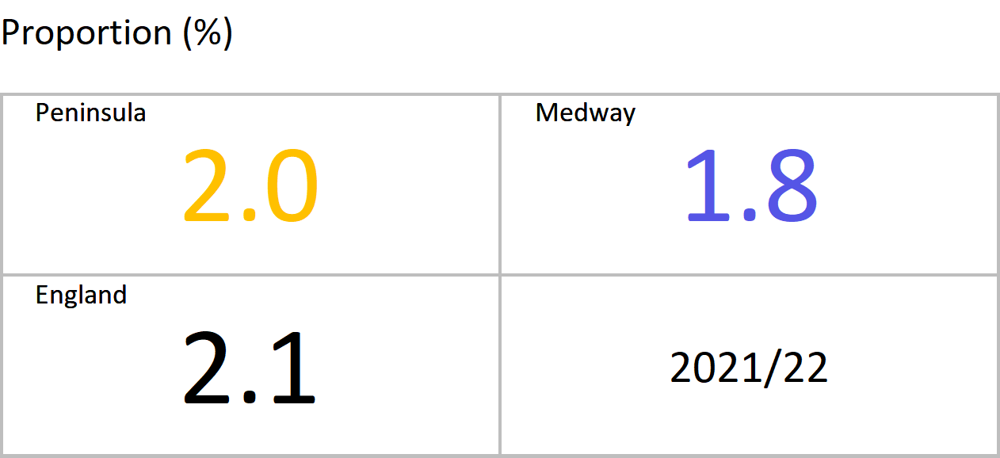 Proportion (%)
Peninsula
2.0
Medway
1.8
England
2.1
2021/22